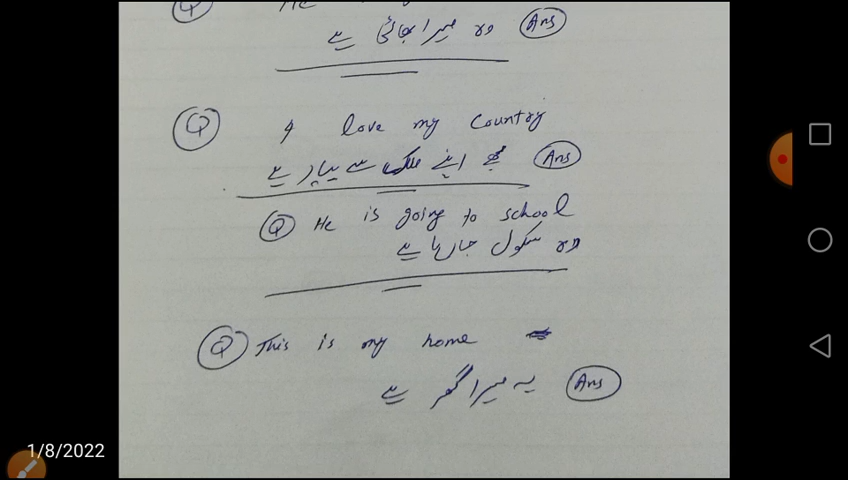 Q He
وہ میرا بھائی ہے Ans
Q I love my country
مجھے اپنے ملک سے پیار ہے Ans
Q He is going to school
وہ سکول جا رہا ہے
Q This is my home
یہ میرا گھر ہے Ans
1/8/2022